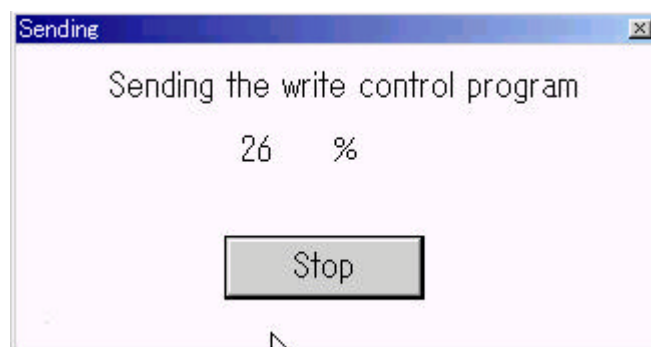 Sending
Sending the write control program
26 %
Stop